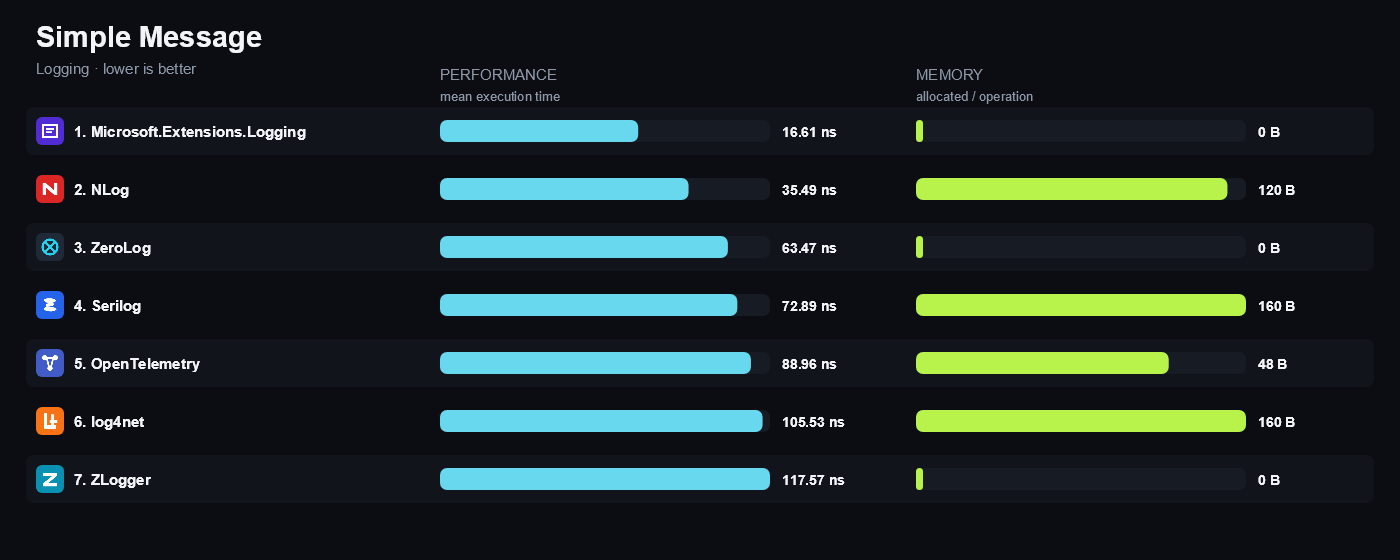 Simple Message
Logging · lower is better
PERFORMANCE
mean execution time
MEMORY
allocated / operation
1. Microsoft.Extensions.Logging 16.61 ns 0 B
2. NLog 35.49 ns 120 B
3. ZeroLog 63.47 ns 0 B
4. Serilog 72.89 ns 160 B
5. OpenTelemetry 88.96 ns 48 B
6. log4net 105.53 ns 160 B
7. ZLogger 117.57 ns 0 B